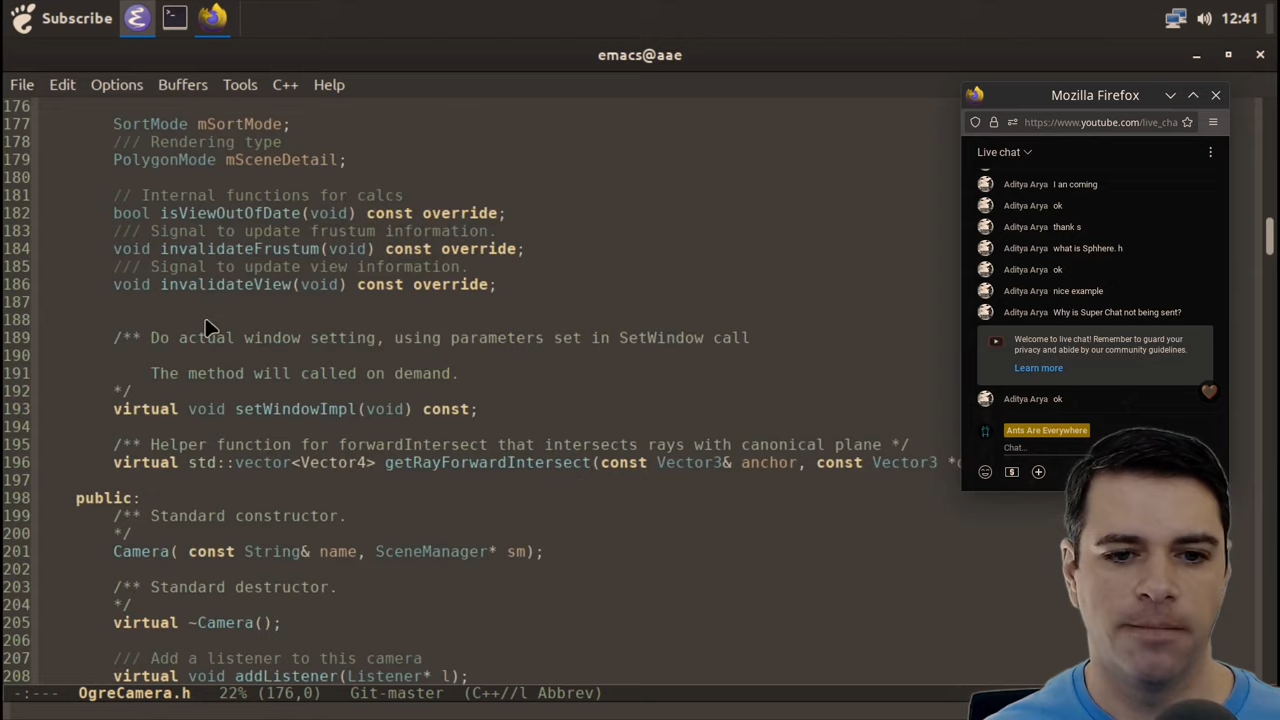 Subscribe
12:41
emacs@aae
File Edit Options Buffers Tools C++ Help
176
177 SortMode mSortMode;
178 /// Rendering type
179 PolygonMode mSceneDetail;
180
181 // Internal functions for calcs
182 bool isViewOutOfDate(void) const override;
183 /// Signal to update frustum information.
184 void invalidateFrustum(void) const override;
185 /// Signal to update view information.
186 void invalidateView(void) const override;
187
188
189 /** Do actual window setting, using parameters set in SetWindow call
190
191 The method will called on demand.
192 */
193 virtual void setWindowImpl(void) const;
194
195 /** Helper function for forwardIntersect that intersects rays with canonical plane */
196 virtual std::vector<Vector4> getRayForwardIntersect(const Vector3& anchor, const Vector3 *
197
198 public:
199 /** Standard constructor.
200 */
201 Camera( const String& name, SceneManager* sm);
202
203 /** Standard destructor.
204 */
205 virtual ~Camera();
206
207 /// Add a listener to this camera
208 virtual void addListener(Listener* l);
-:--- OgreCamera.h 22% (176,0) Git-master (C++//l Abbrev)
Mozilla Firefox
https://www.youtube.com/live_cha
Live chat
Aditya Arya I an coming
Aditya Arya ok
Aditya Arya thank s
Aditya Arya what is Sphhere. h
Aditya Arya ok
Aditya Arya nice example
Aditya Arya Why is Super Chat not being sent?
Welcome to live chat! Remember to guard your
privacy and abide by our community guidelines.
Learn more
Aditya Arya ok
Ants Are Everywhere
Chat...